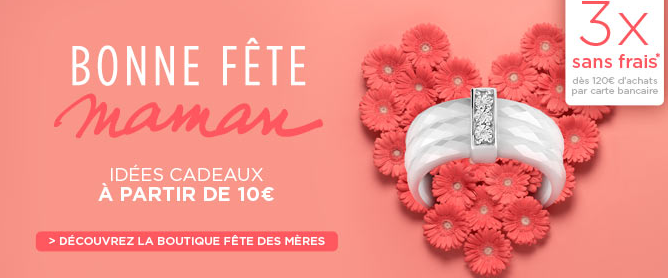 BONNE FÊTE
maman
IDÉES CADEAUX
À PARTIR DE 10€
> DÉCOUVREZ LA BOUTIQUE FÊTE DES MÈRES
3x
sans frais*
dès 120€ d'achats
par carte bancaire